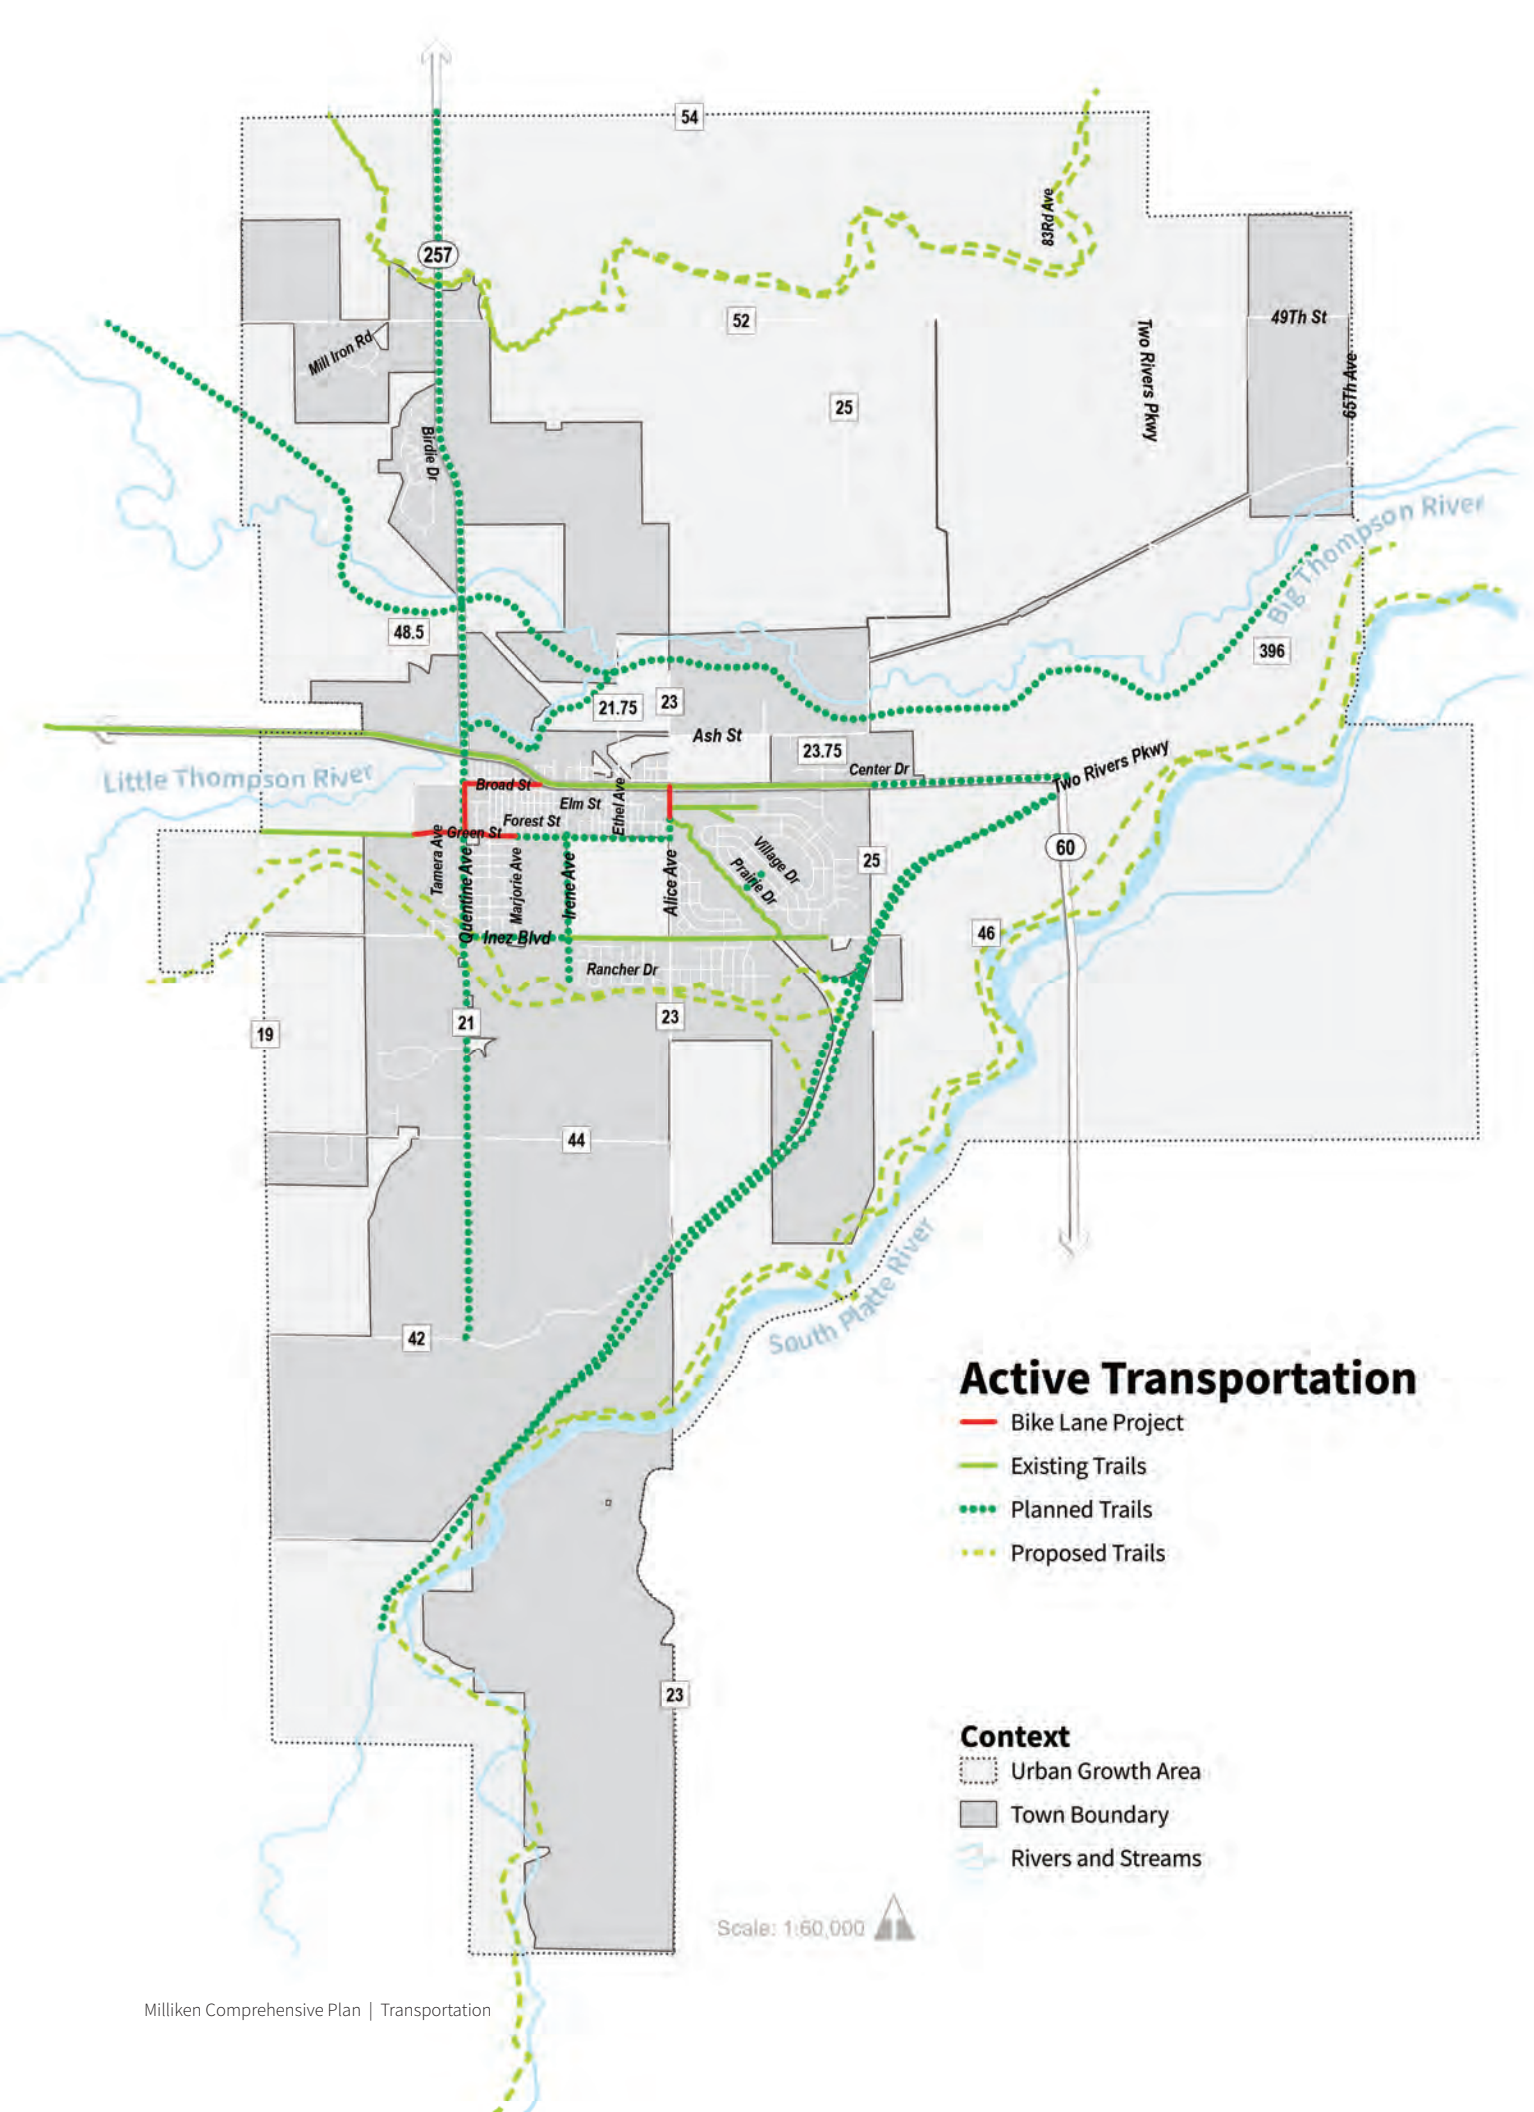 54
83Rd Ave
257
52
49Th St
Mill Iron Rd
Two Rivers Pkwy
65Th Ave
25
Birdie Dr
Big Thompson River
48.5
396
21.75
23
Ash St
23.75
Center Dr
Two Rivers Pkwy
Little Thompson River
Broad St
Elm St
Ethel Ave
Forest St
Green St
Tamera Ave
Quentine Ave
Marjorie Ave
Irene Ave
Alice Ave
Village Dr
Prairie Dr
25
60
46
Inez Blvd
Rancher Dr
19
21
23
44
South Platte River
42
Active Transportation
Bike Lane Project
Existing Trails
Planned Trails
Proposed Trails
23
Context
Urban Growth Area
Town Boundary
Rivers and Streams
Scale: 1:60,000
Milliken Comprehensive Plan | Transportation